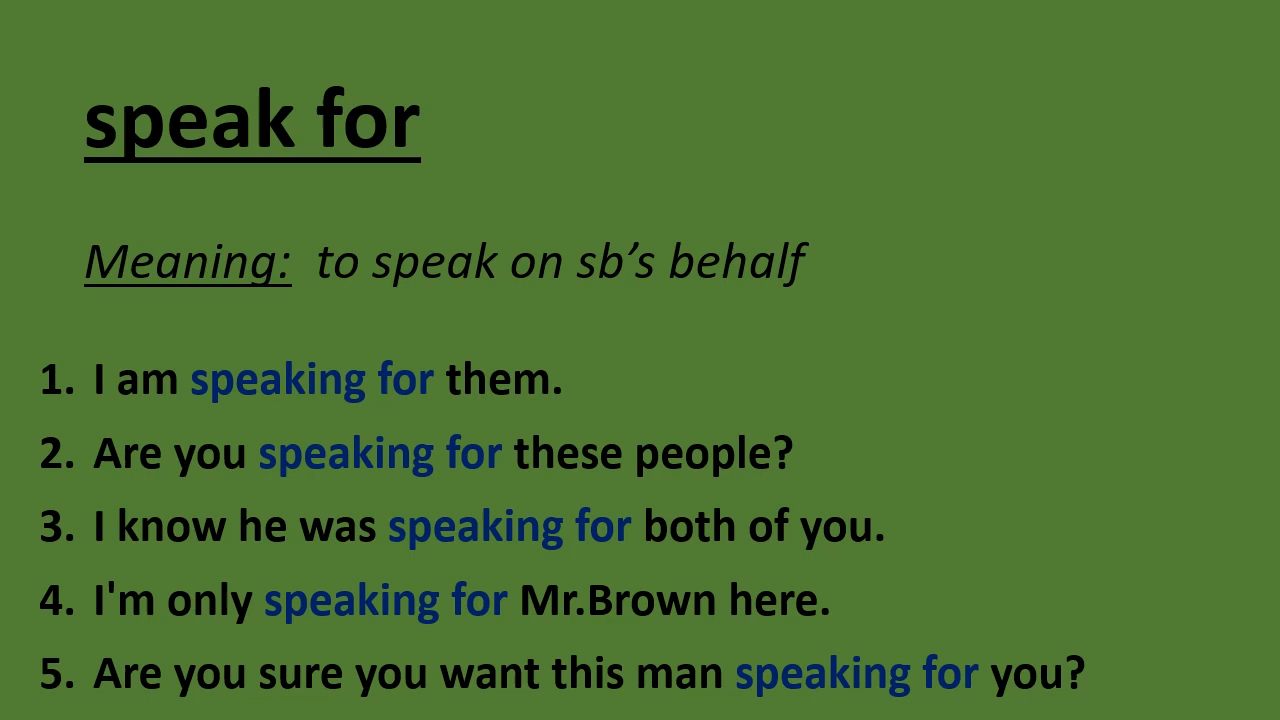 speak for
Meaning: to speak on sb’s behalf
1. I am speaking for them.
2. Are you speaking for these people?
3. I know he was speaking for both of you.
4. I'm only speaking for Mr.Brown here.
5. Are you sure you want this man speaking for you?